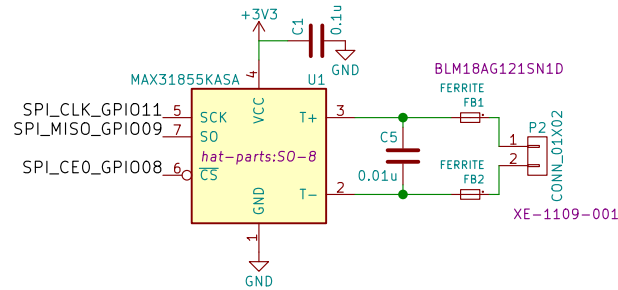 +3V3
C1
0.1u
GND
MAX31855KASA
4
U1
VCC
SPI_CLK_GPIO11
5
SCK
SPI_MISO_GPIO09
7
SO
hat-parts:SO-8
SPI_CE0_GPIO08
6
CS
GND
1
GND
T+
3
T-
2
C5
0.01u
BLM18AG121SN1D
FERRITE
FB1
FERRITE
FB2
P2
1
2
CONN_01X02
XE-1109-001